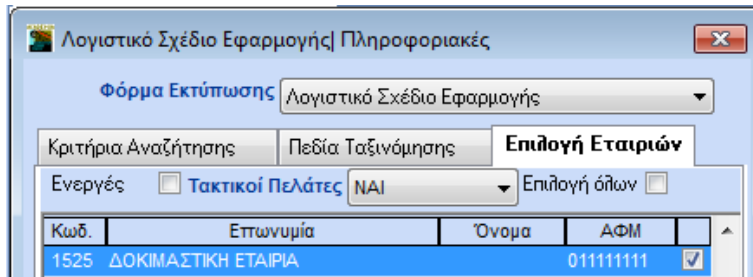 Λογιστικό Σχέδιο Εφαρμογής| Πληροφοριακές
Φόρμα Εκτύπωσης Λογιστικό Σχέδιο Εφαρμογής
Κριτήρια Αναζήτησης Πεδία Ταξινόμησης Επιλογή Εταιριών
Ενεργές Τακτικοί Πελάτες ΝΑΙ Επιλογή όλων
Κωδ. Επωνυμία Όνομα ΑΦΜ
1525 ΔΟΚΙΜΑΣΤΙΚΗ ΕΤΑΙΡΙΑ 011111111